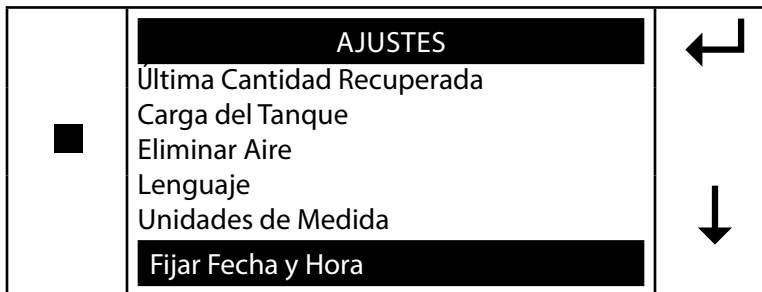 AJUSTES
Última Cantidad Recuperada
Carga del Tanque
Eliminar Aire
Lenguaje
Unidades de Medida
Fijar Fecha y Hora